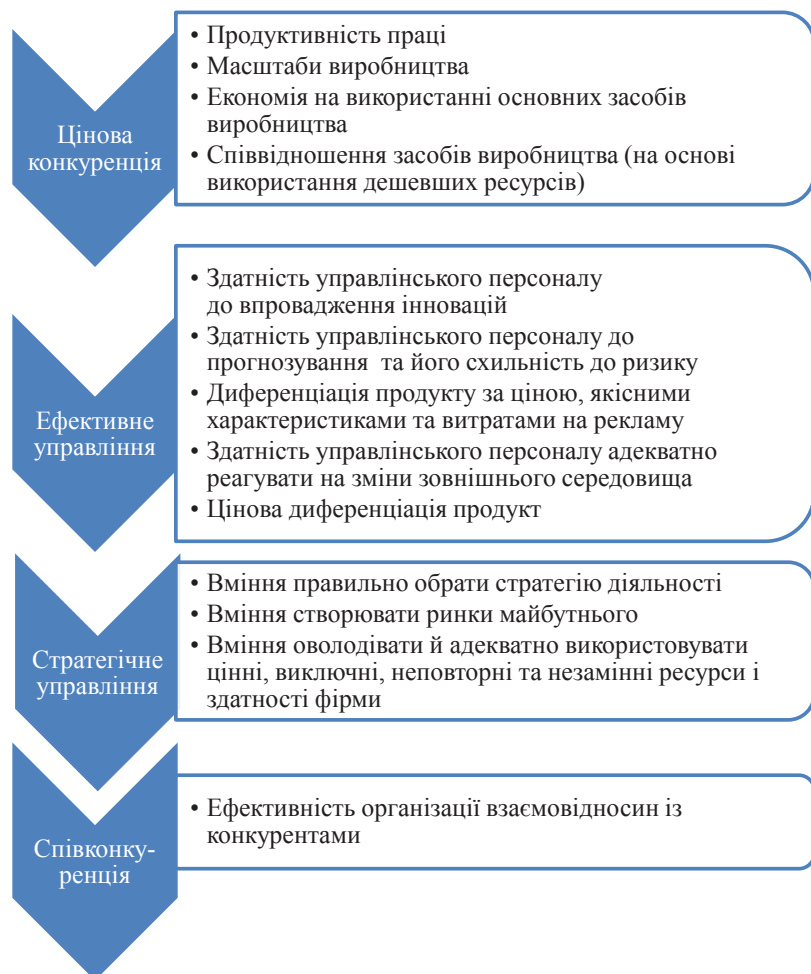 Цінова
конкуренція
• Продуктивність праці
• Масштаби виробництва
• Економія на використанні основних засобів
виробництва
• Співвідношення засобів виробництва (на основі
використання дешевших ресурсів)
Ефективне
управління
• Здатність управлінського персоналу
до впровадження інновацій
• Здатність управлінського персоналу до
прогнозування та його схильність до ризику
• Диференціація продукту за ціною, якісними
характеристиками та витратами на рекламу
• Здатність управлінського персоналу адекватно
реагувати на зміни зовнішнього середовища
• Цінова диференціація продукт
Стратегічне
управління
• Вміння правильно обрати стратегію діяльності
• Вміння створювати ринки майбутнього
• Вміння оволодівати й адекватно використовувати
цінні, виключні, неповторні та незамінні ресурси і
здатності фірми
Співконку-
ренція
• Ефективність організації взаємовідносин із
конкурентами